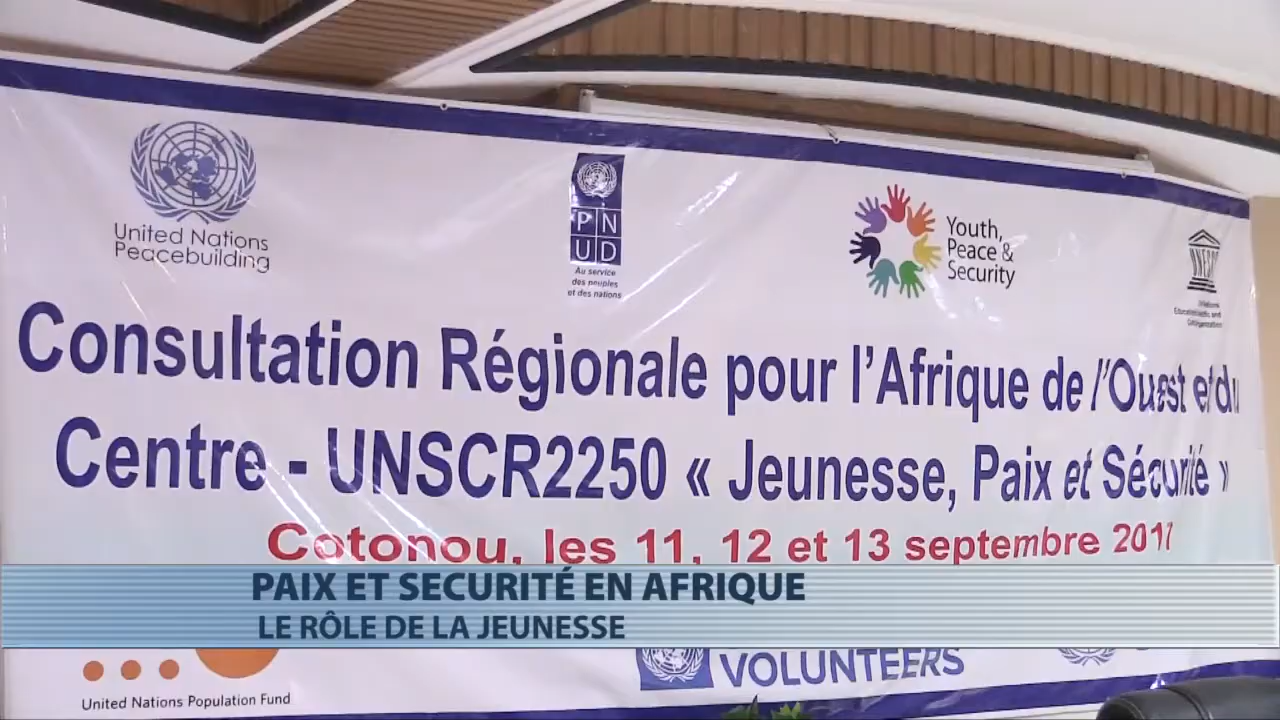 United Nations
Peacebuilding
P N
U D
Au service
des peuples
et des nations
Youth,
Peace &
Security
UNESCO
Consultation Régionale pour l'Afrique de l'Ouest et du
Centre - UNSCR2250 « Jeunesse, Paix et Sécurité »
Cotonou, les 11, 12 et 13 septembre 2017
PAIX ET SECURITÉ EN AFRIQUE
LE RÔLE DE LA JEUNESSE
United Nations Population Fund
VOLUNTEERS